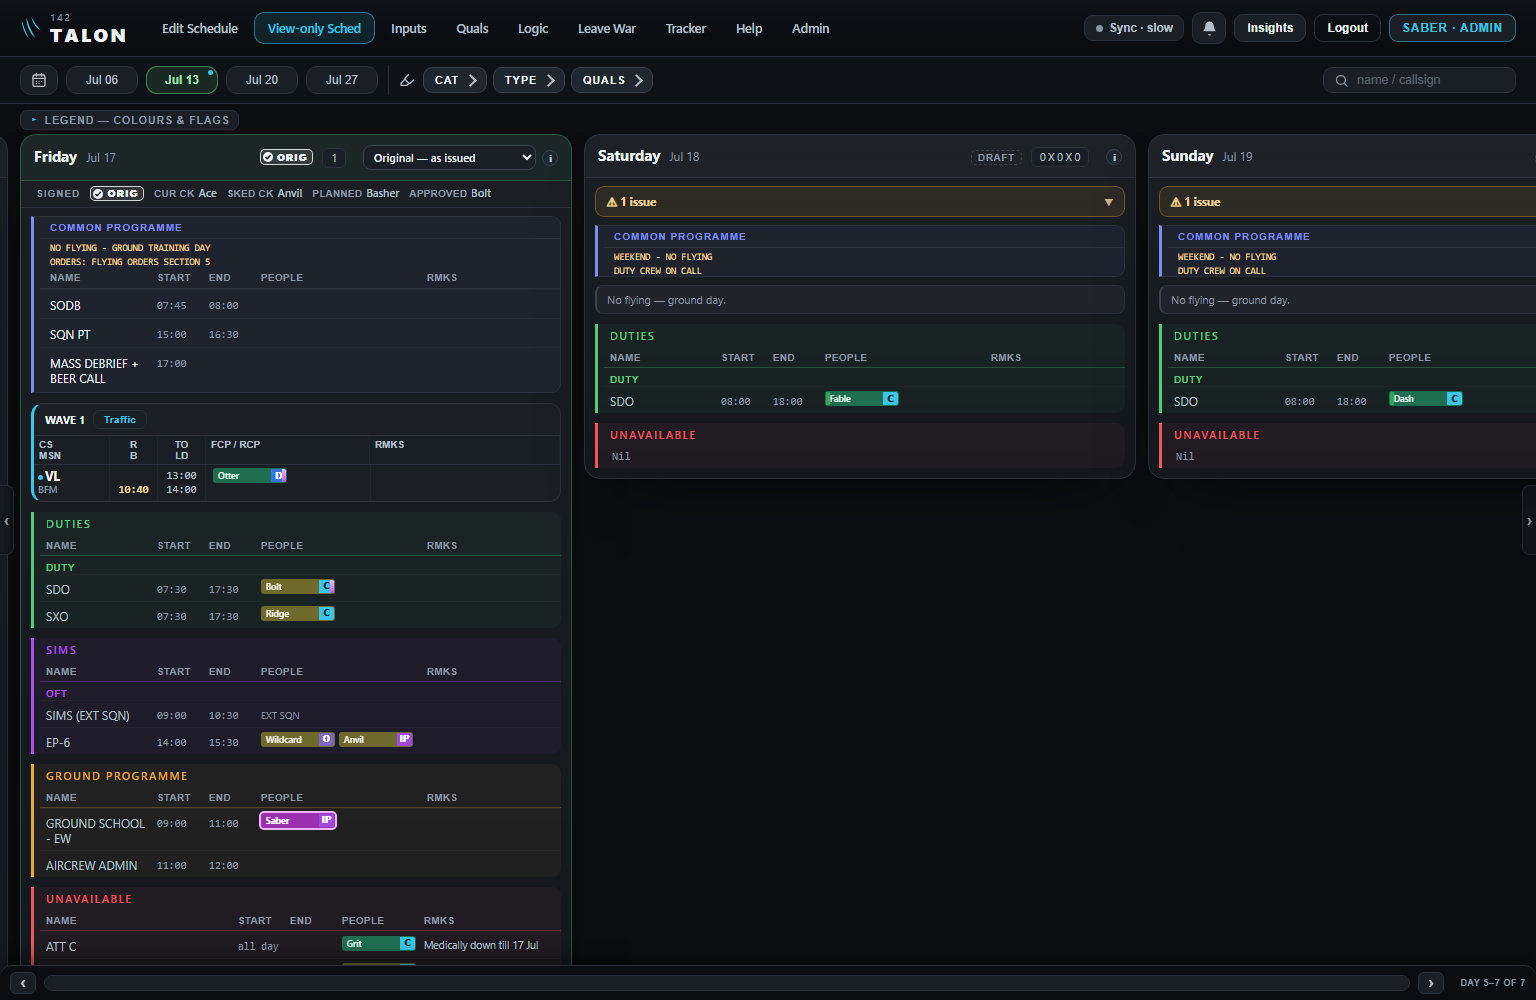 142
TALON
Edit Schedule
View-only Sched
Inputs
Quals
Logic
Leave War
Tracker
Help
Admin
Sync · slow
Insights
Logout
SABER · ADMIN
Jul 06
Jul 13
Jul 20
Jul 27
CAT
TYPE
QUALS
name / callsign
LEGEND — COLOURS & FLAGS
Friday Jul 17
ORIG
1
Original — as issued
SIGNED ORIG CUR CK Ace SKED CK Anvil PLANNED Basher APPROVED Bolt
COMMON PROGRAMME
NO FLYING - GROUND TRAINING DAY
ORDERS: FLYING ORDERS SECTION 5
NAME START END PEOPLE RMKS
SODB 07:45 08:00
SQN PT 15:00 16:30
MASS DEBRIEF + 17:00
BEER CALL
WAVE 1 Traffic
CS R TO FCP / RCP RMKS
MSN B LD
VL 13:00 Otter D
BFM 10:40 14:00
DUTIES
NAME START END PEOPLE RMKS
DUTY
SDO 07:30 17:30 Bolt C
SXO 07:30 17:30 Ridge C
SIMS
NAME START END PEOPLE RMKS
OFT
SIMS (EXT SQN) 09:00 10:30 EXT SQN
EP-6 14:00 15:30 Wildcard O Anvil IP
GROUND PROGRAMME
NAME START END PEOPLE RMKS
GROUND SCHOOL 09:00 11:00 Saber IP
- EW
AIRCREW ADMIN 11:00 12:00
UNAVAILABLE
NAME START END PEOPLE RMKS
ATT C all day Grit C Medically down till 17 Jul
Saturday Jul 18
DRAFT
0X0X0
1 issue
COMMON PROGRAMME
WEEKEND - NO FLYING
DUTY CREW ON CALL
No flying — ground day.
DUTIES
NAME START END PEOPLE RMKS
DUTY
SDO 08:00 18:00 Fable C
UNAVAILABLE
Nil
Sunday Jul 19
1 issue
COMMON PROGRAMME
WEEKEND - NO FLYING
DUTY CREW ON CALL
No flying — ground day.
DUTIES
NAME START END PEOPLE
DUTY
SDO 08:00 18:00 Dash C
UNAVAILABLE
Nil
DAY 5–7 OF 7